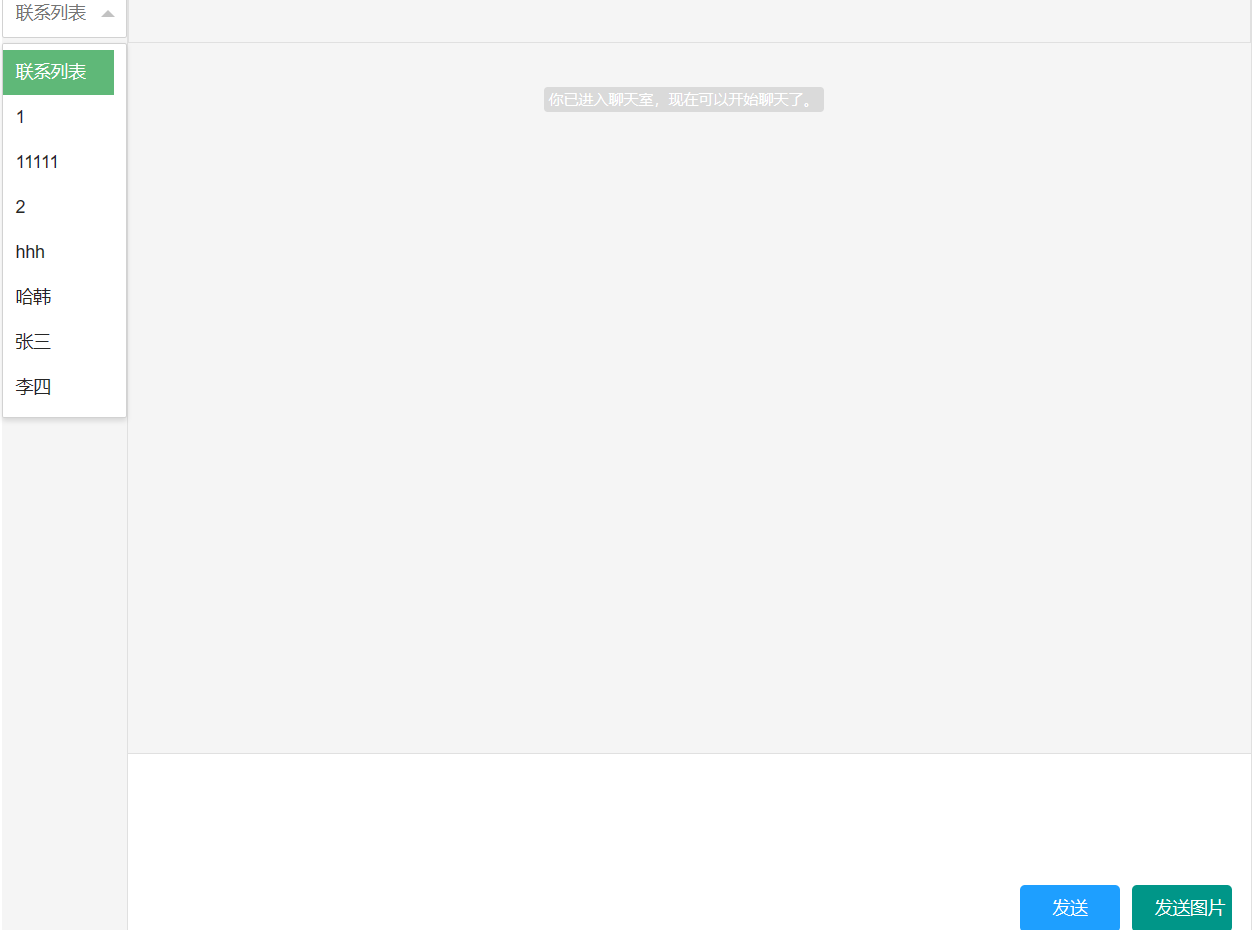 联系列表
联系列表
1
11111
2
hhh
哈韩
张三
李四
你已进入聊天室，现在可以开始聊天了。
发送
发送图片